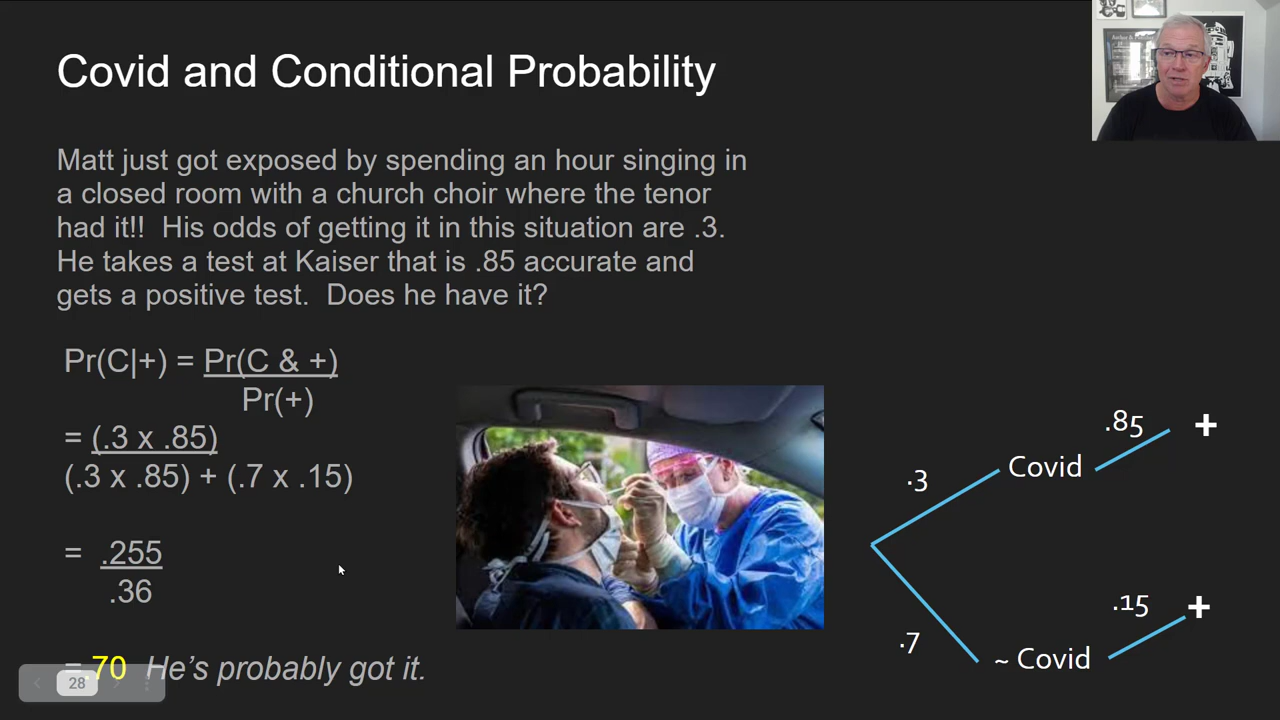 Covid and Conditional Probability
Matt just got exposed by spending an hour singing in
a closed room with a church choir where the tenor
had it!!  His odds of getting it in this situation are .3.
He takes a test at Kaiser that is .85 accurate and
gets a positive test.  Does he have it?
Pr(C|+) = Pr(C & +)
Pr(+)
= (.3 x .85)
(.3 x .85) + (.7 x .15)
= .255
.36
= .70 He's probably got it.
28
.85 +
.3 Covid
.15 +
.7 ~ Covid